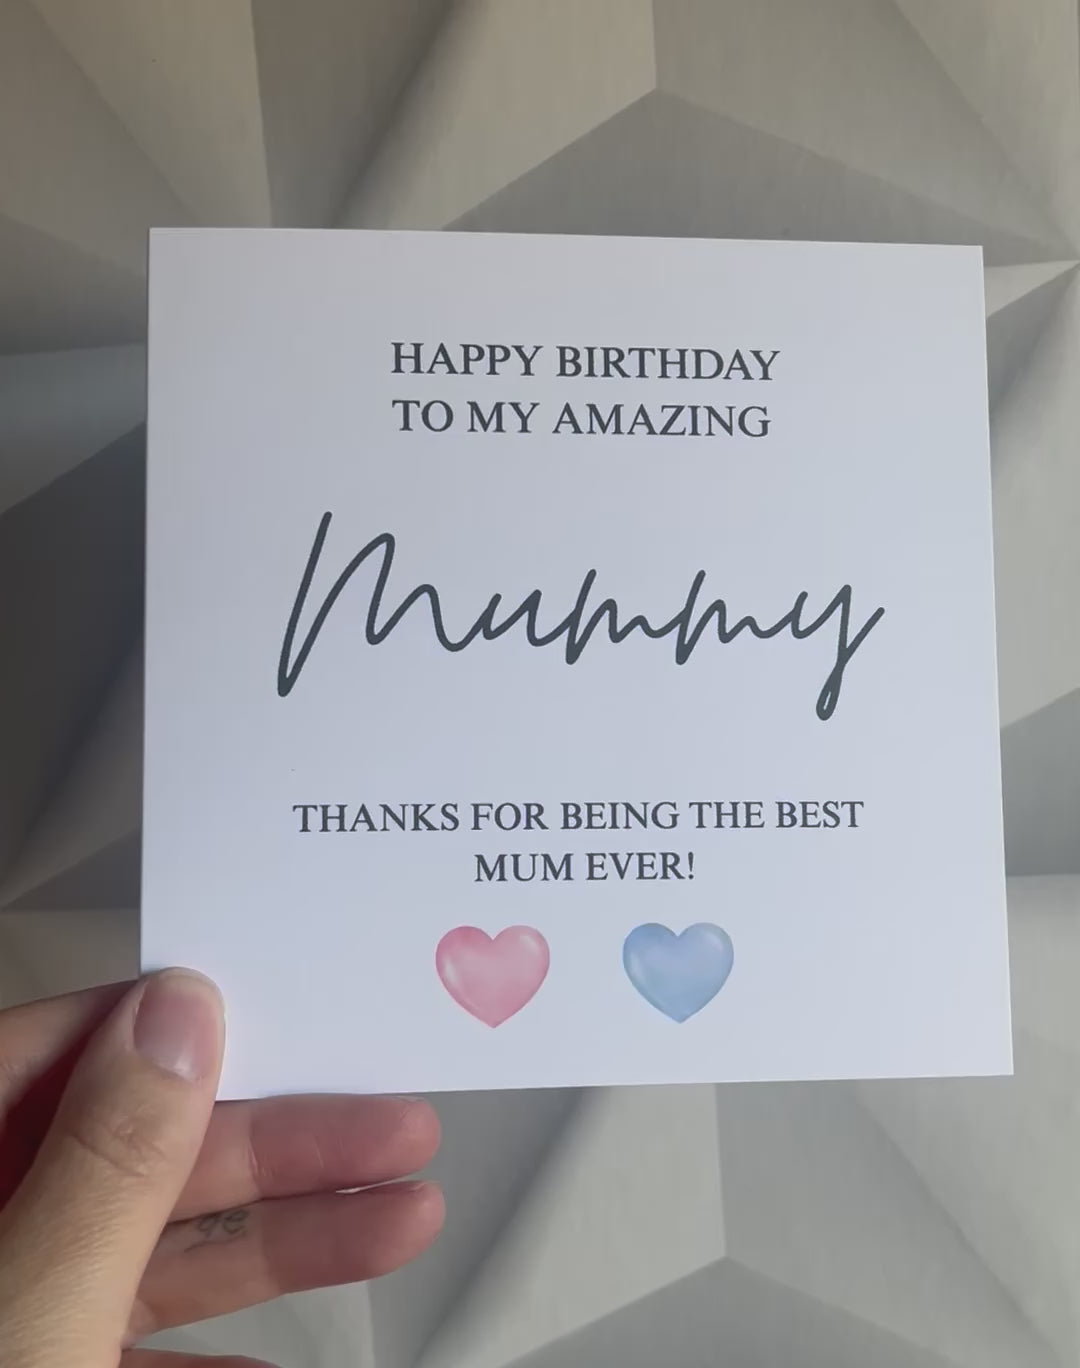 HAPPY BIRTHDAY
TO MY AMAZING
Mummy
THANKS FOR BEING THE BEST
MUM EVER!